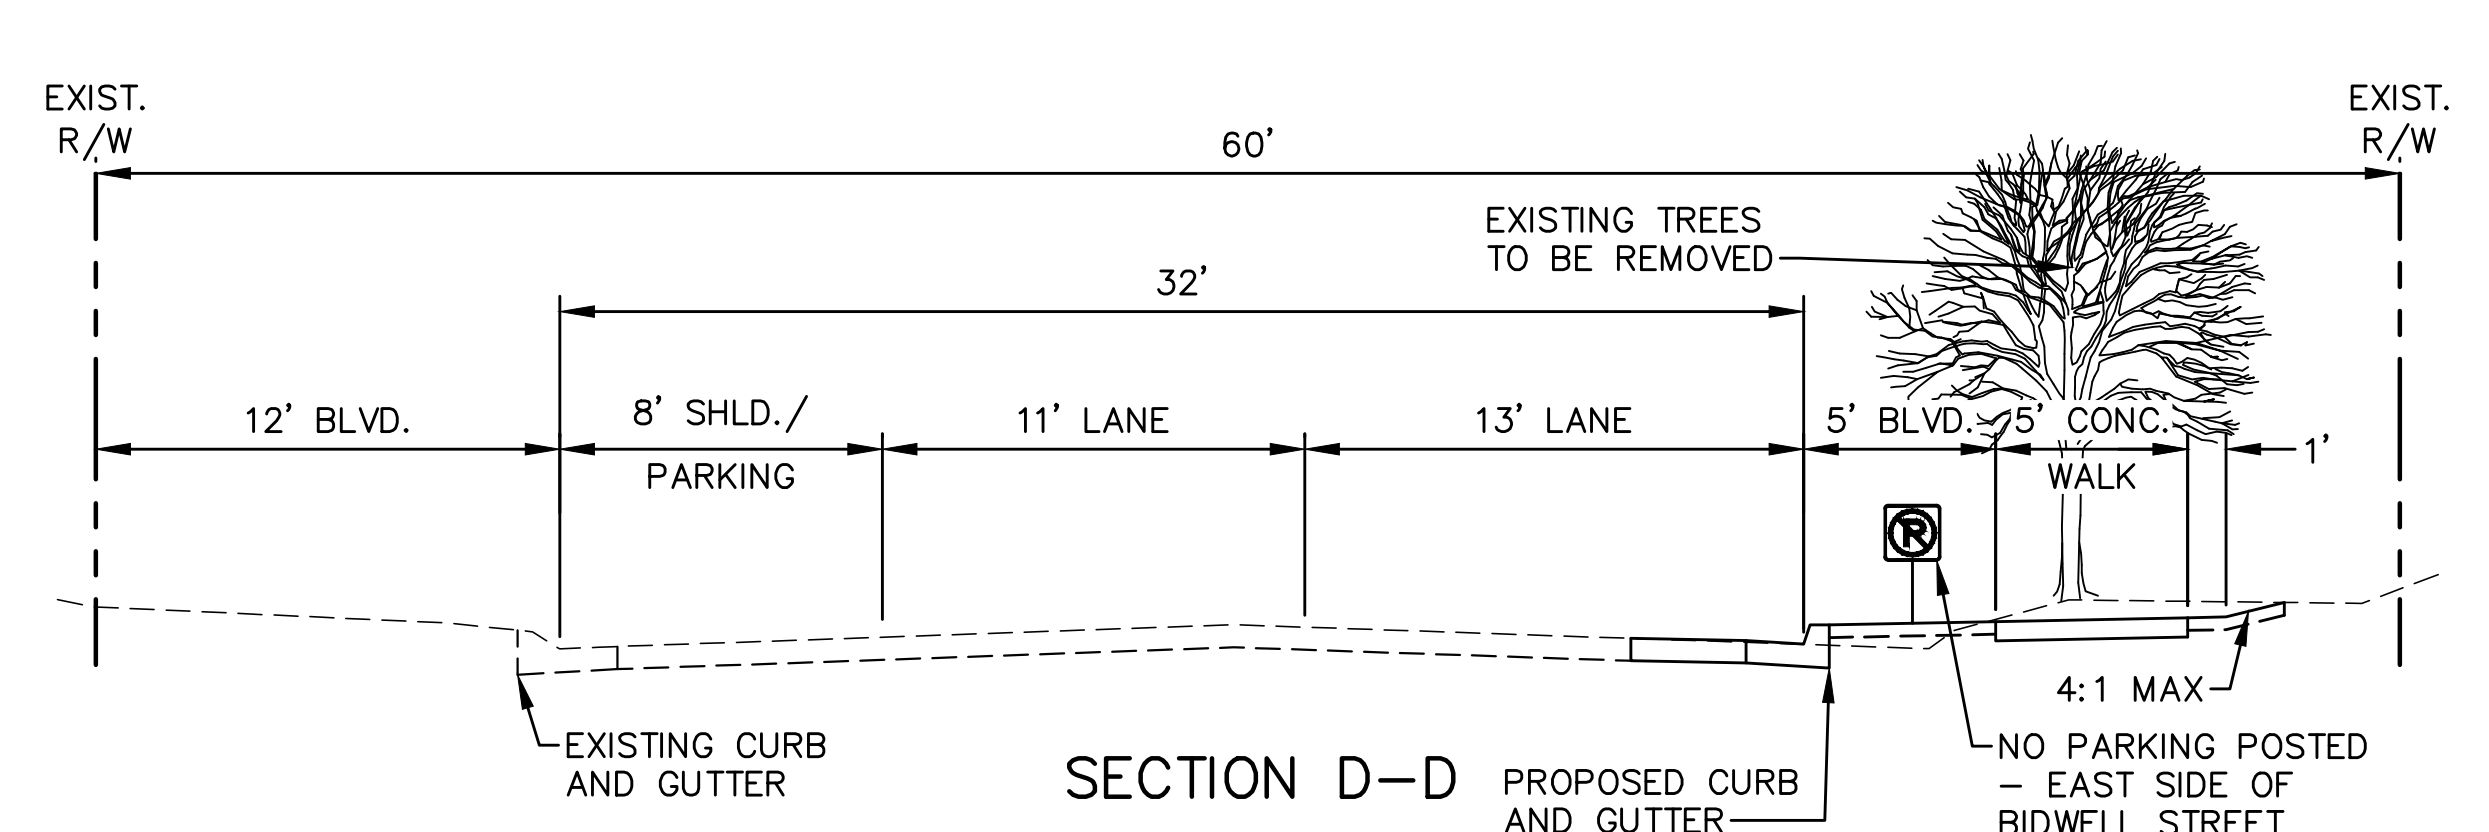 EXIST.
R/W
EXIST.
R/W
60'
EXISTING TREES
TO BE REMOVED
32'
12' BLVD.
8' SHLD./
PARKING
11' LANE
13' LANE
5' BLVD.
5' CONC.
WALK
1'
P
4:1 MAX
EXISTING CURB
AND GUTTER
SECTION D-D
PROPOSED CURB
AND GUTTER
NO PARKING POSTED
- EAST SIDE OF
BIDWELL STREET